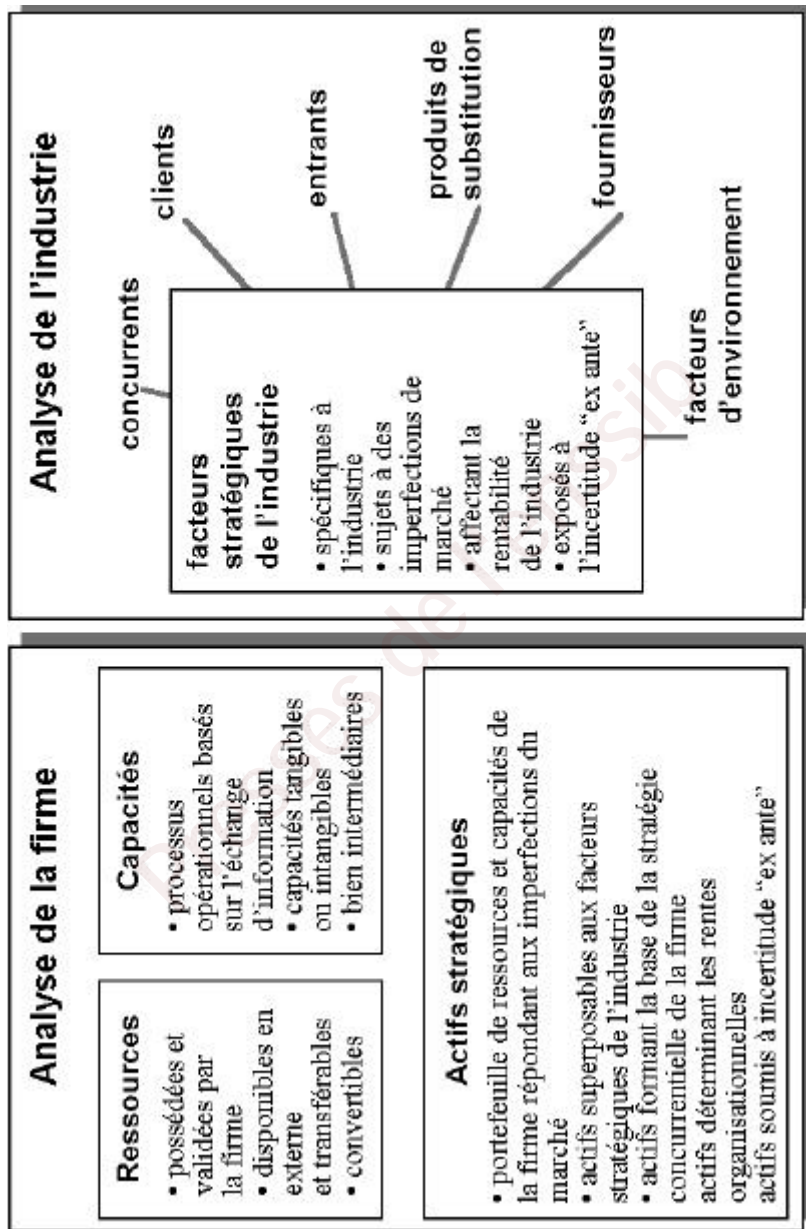 Analyse de la firme
Ressources
• possédées et
validées par
la firme
• disponibles en
externe
et transférables
• convertibles
Capacités
• processus
opérationnels basés
sur l'échange
d'information
• capacités tangibles
ou intangibles
• bien intermédiaires
Actifs stratégiques
• portefeuille de ressources et capacités de
la firme répondant aux imperfections du
marché
• actifs superposables aux facteurs
stratégiques de l'industrie
• actifs formant la base de la stratégie
concurrentielle de la firme
actifs déterminant les rentes
organisationnelles
actifs soumis à incertitude "ex ante"
Analyse de l'industrie
concurrents
clients
entrants
produits de
substitution
fournisseurs
facteurs
d'environnement
facteurs
stratégiques
de l'industrie
• spécifiques à
l'industrie
• sujets à des
imperfections de
marché
• affectant la
rentabilité
de l'industrie
• exposés à
l'incertitude "ex ante"
Presses de l'enssib